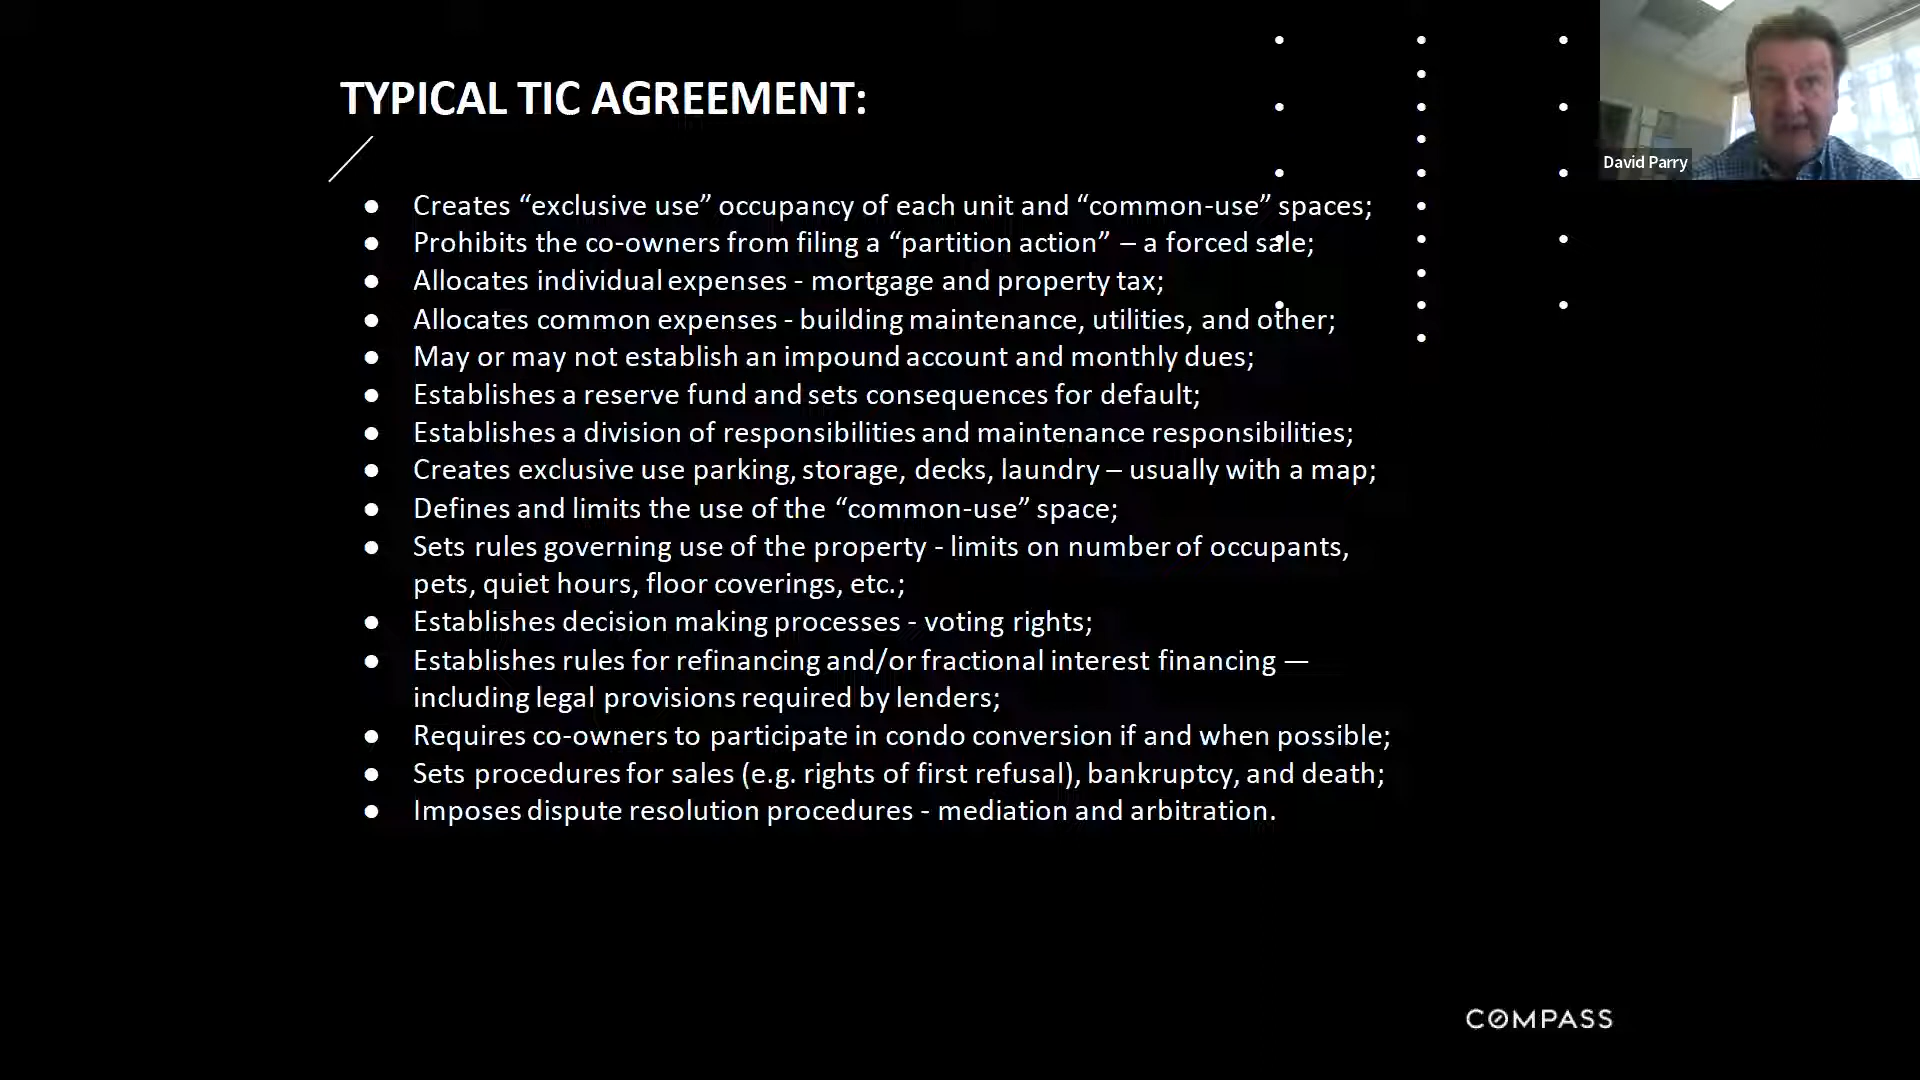 TYPICAL TIC AGREEMENT:
David Parry
● Creates “exclusive use” occupancy of each unit and “common-use” spaces;
● Prohibits the co-owners from filing a “partition action” – a forced sale;
● Allocates individual expenses - mortgage and property tax;
● Allocates common expenses - building maintenance, utilities, and other;
● May or may not establish an impound account and monthly dues;
● Establishes a reserve fund and sets consequences for default;
● Establishes a division of responsibilities and maintenance responsibilities;
● Creates exclusive use parking, storage, decks, laundry – usually with a map;
● Defines and limits the use of the “common-use” space;
● Sets rules governing use of the property - limits on number of occupants,
pets, quiet hours, floor coverings, etc.;
● Establishes decision making processes - voting rights;
● Establishes rules for refinancing and/or fractional interest financing —
including legal provisions required by lenders;
● Requires co-owners to participate in condo conversion if and when possible;
● Sets procedures for sales (e.g. rights of first refusal), bankruptcy, and death;
● Imposes dispute resolution procedures - mediation and arbitration.
COMPASS